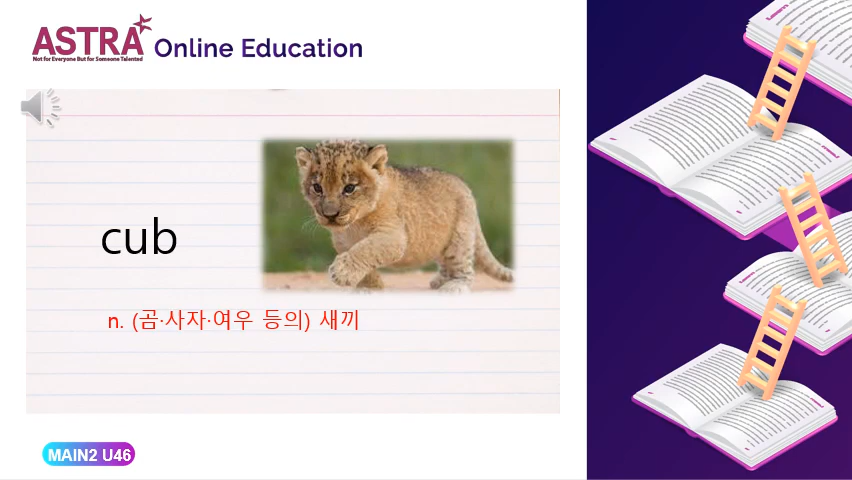 ASTRA
Not for Everyone But for Someone Talented
Online Education
cub
n. (곰·사자·여우 등의) 새끼
MAIN2 U46